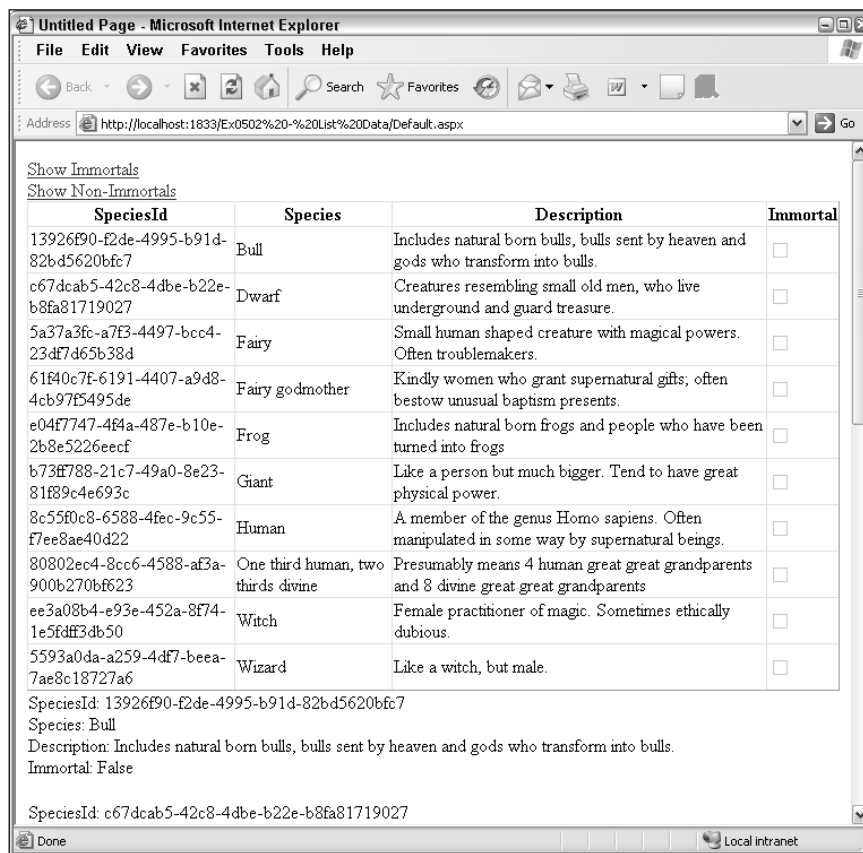 Untitled Page - Microsoft Internet Explorer
File Edit View Favorites Tools Help
Back Search Favorites
Address http://localhost:1833/Ex0502%20-%20List%20Data/Default.aspx Go
Show Immortals
Show Non-Immortals
SpeciesId Species Description Immortal
13926f90-f2de-4995-b91d-82bd5620bfc7 Bull Includes natural born bulls, bulls sent by heaven and gods who transform into bulls.
c67dcab5-42c8-4dbe-b22e-b8fa81719027 Dwarf Creatures resembling small old men, who live underground and guard treasure.
5a37a3fc-a7f3-4497-bcc4-23df7d65b38d Fairy Small human shaped creature with magical powers. Often troublemakers.
61f40c7f-6191-4407-a9d8-4cb97f5495de Fairy godmother Kindly women who grant supernatural gifts; often bestow unusual baptism presents.
e04f7747-4f4a-487e-b10e-2b8e5226eecf Frog Includes natural born frogs and people who have been turned into frogs
b73ff788-21c7-49a0-8e23-81f89c4e693c Giant Like a person but much bigger. Tend to have great physical power.
8c55f0c8-6588-4fec-9c55-f7ee8ae40d22 Human A member of the genus Homo sapiens. Often manipulated in some way by supernatural beings.
80802ec4-8cc6-4588-af3a-900b270bf623 One third human, two thirds divine Presumably means 4 human great great grandparents and 8 divine great great grandparents
ee3a08b4-e93e-452a-8f74-1e5fdff3db50 Witch Female practitioner of magic. Sometimes ethically dubious.
5593a0da-a259-4df7-beea-7ae8c18727a6 Wizard Like a witch, but male.
SpeciesId: 13926f90-f2de-4995-b91d-82bd5620bfc7
Species: Bull
Description: Includes natural born bulls, bulls sent by heaven and gods who transform into bulls.
Immortal: False
SpeciesId: c67dcab5-42c8-4dbe-b22e-b8fa81719027
Done Local intranet